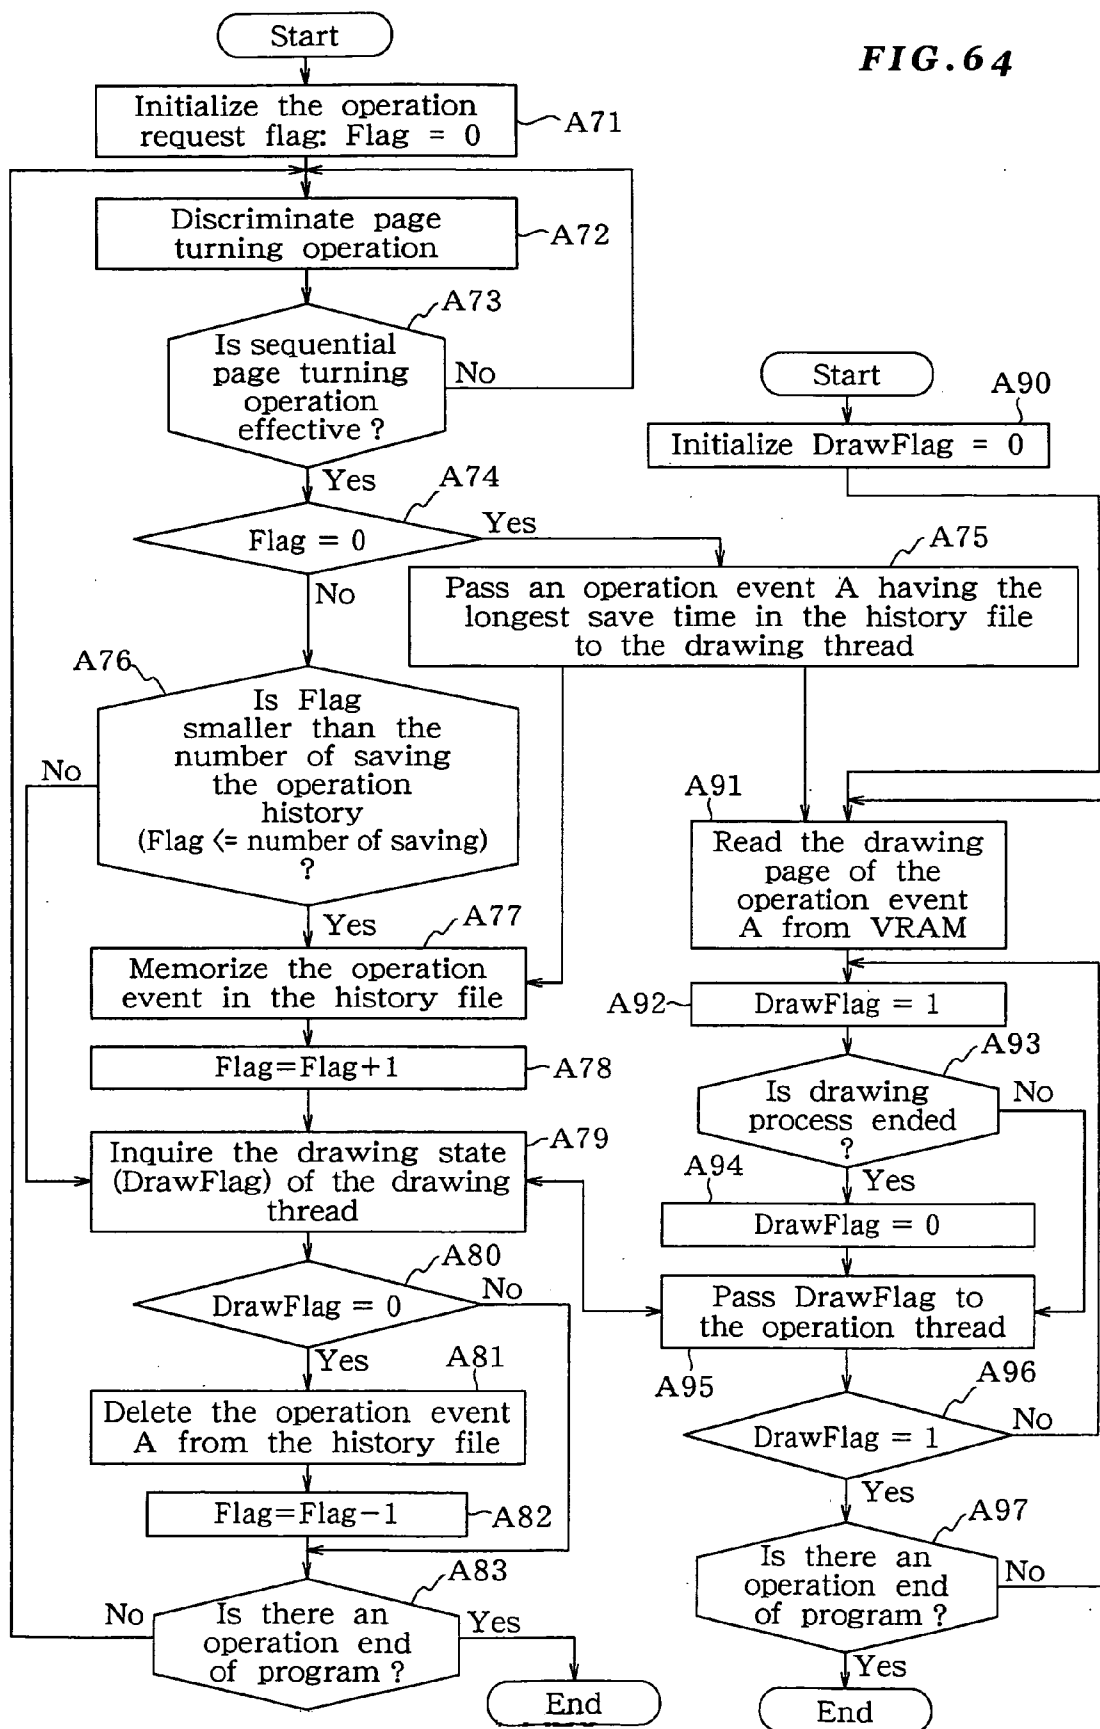 FIG.64
Start
Initialize the operation
request flag: Flag = 0
A71
Discriminate page
turning operation
A72
A73
Is sequential
page turning
operation
effective ?
No
Yes
A74
Flag = 0
Yes
No
A75
Pass an operation event A having the
longest save time in the history file
to the drawing thread
A76
Is Flag
smaller than the
number of saving
the operation
history
(Flag <= number of saving)
?
No
Yes
A77
Memorize the operation
event in the history file
Flag=Flag+1
A78
A79
Inquire the drawing state
(DrawFlag) of the drawing
thread
A80
DrawFlag = 0
No
Yes
A81
Delete the operation event
A from the history file
Flag=Flag-1
A82
A83
Is there an
operation end
of program ?
No
Yes
End
Start
A90
Initialize DrawFlag = 0
A91
Read the drawing
page of the
operation event
A from VRAM
A92
DrawFlag = 1
A93
Is drawing
process ended
?
No
Yes
A94
DrawFlag = 0
Pass DrawFlag to
the operation thread
A95
A96
DrawFlag = 1
No
Yes
A97
Is there an
operation end
of program ?
No
Yes
End